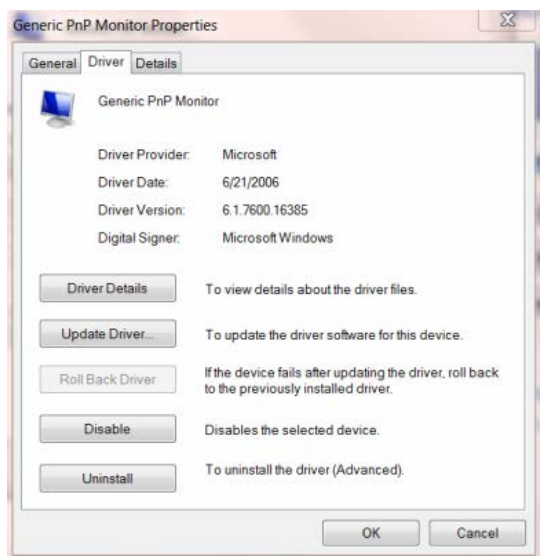 Generic PnP Monitor Properties
General Driver Details
Generic PnP Monitor
Driver Provider: Microsoft
Driver Date: 6/21/2006
Driver Version: 6.1.7600.16385
Digital Signer: Microsoft Windows
Driver Details To view details about the driver files.
Update Driver... To update the driver software for this device.
Roll Back Driver If the device fails after updating the driver, roll back
to the previously installed driver.
Disable Disables the selected device.
Uninstall To uninstall the driver (Advanced).
OK Cancel